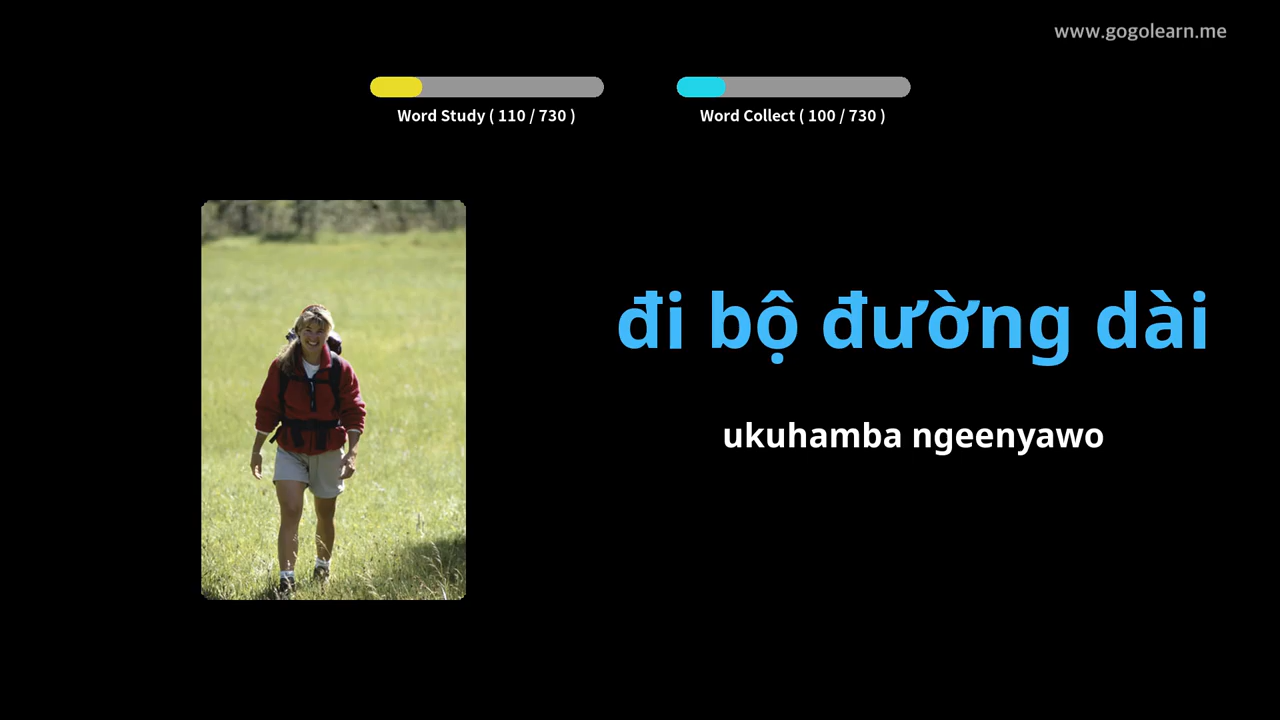 www.gogolearn.me
Word Study ( 110 / 730 )
Word Collect ( 100 / 730 )
đi bộ đường dài
ukuhamba ngeenyawo